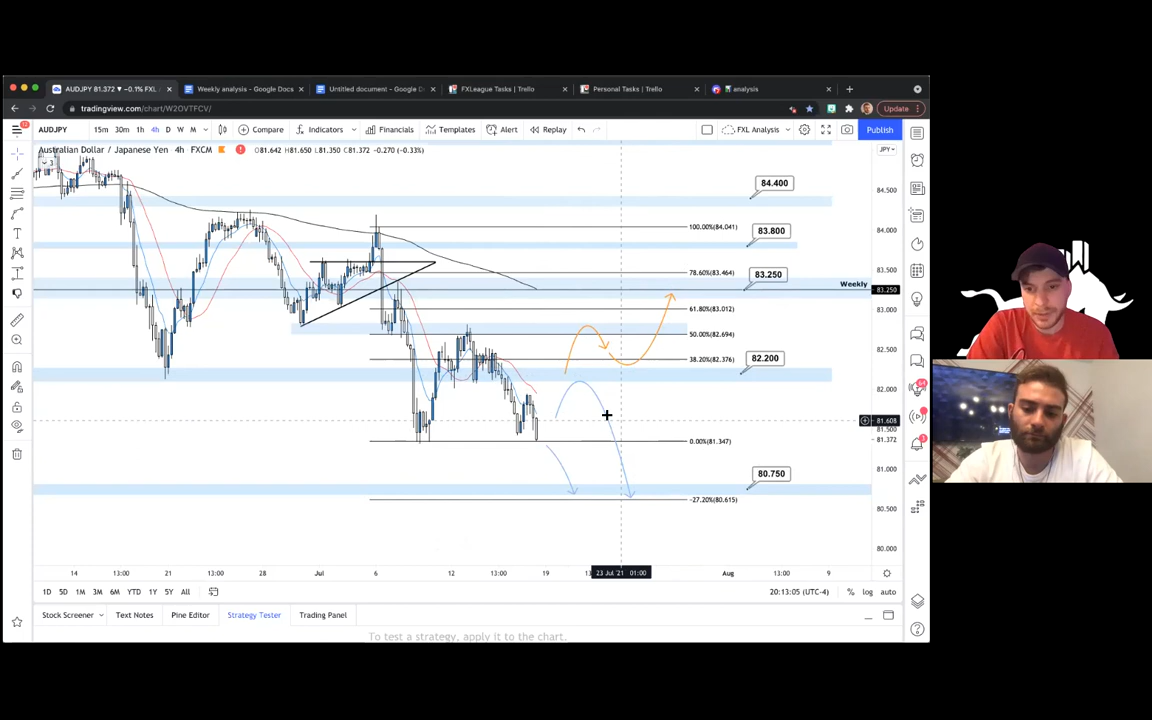 AUDJPY 81.372 ▼ −0.1% FXL
Weekly analysis - Google Docs
Untitled document - Google D
FXLeague Tasks | Trello
Personal Tasks | Trello
analysis
tradingview.com/chart/W2OVTFCV/
Update
AUDJPY
15m 30m 1h 4h D W M
Compare
Indicators
Financials
Templates
Alert
Replay
FXL Analysis
Publish
Australian Dollar / Japanese Yen · 4h FXCM
O81.642 H81.650 L81.350 C81.372 −0.270 (−0.33%)
JPY
3
84.400
83.800
83.250
82.200
80.750
100.00%(84.041)
78.60%(83.464)
61.80%(83.012)
50.00%(82.694)
38.20%(82.376)
0.00%(81.347)
-27.20%(80.615)
Weekly
84.500
83.500
83.250
83.000
82.500
82.000
81.608
81.500
81.372
81.000
80.500
80.000
14 13:00 21 13:00 28 Jul 6 12 13:00 19 23 Jul '21 01:00 Aug 13:00 9
1D 5D 1M 3M 6M YTD 1Y 5Y All
20:13:05 (UTC-4)
% log auto
Stock Screener
Text Notes
Pine Editor
Strategy Tester
Trading Panel
To test a strategy, apply it to the chart.